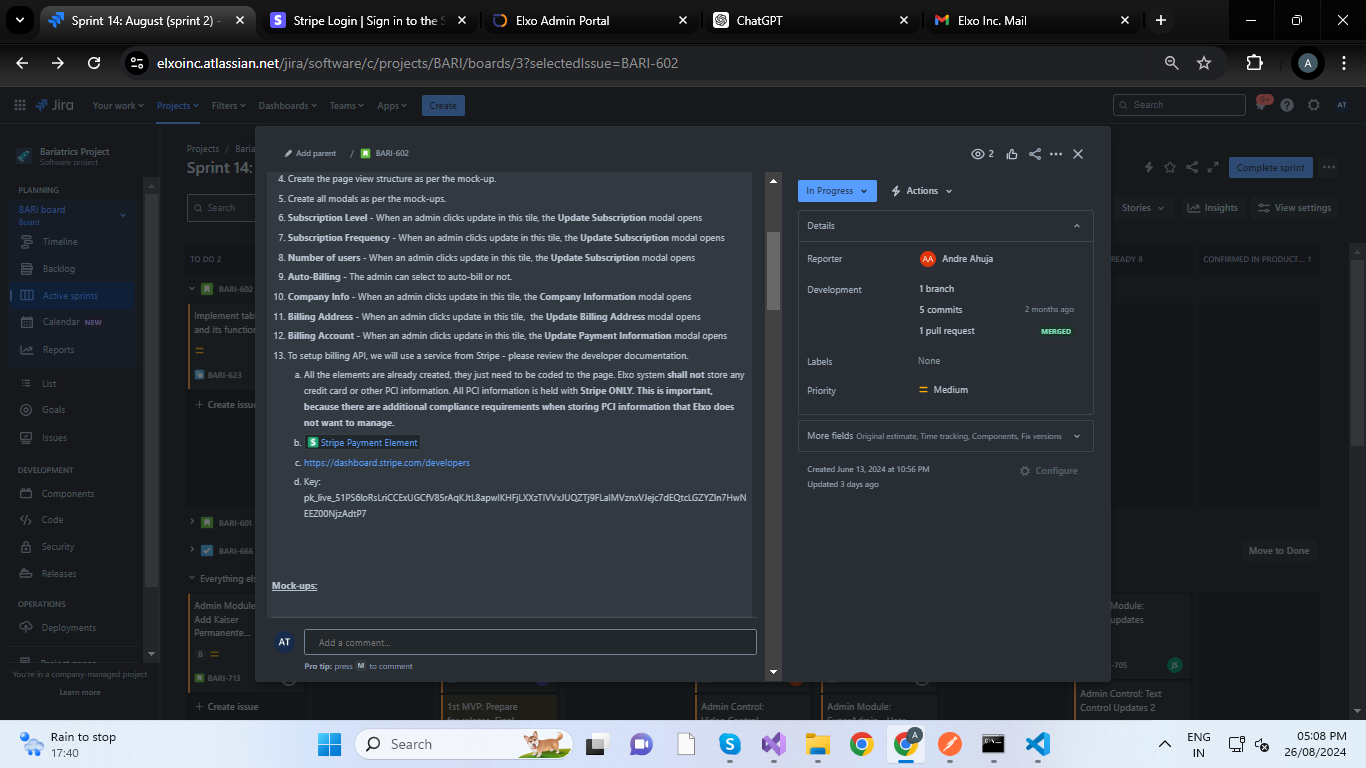 Sprint 14: August (sprint 2) -
Stripe Login | Sign in to the S
Elxo Admin Portal
ChatGPT
Elxo Inc. Mail
elxoinc.atlassian.net/jira/software/c/projects/BARI/boards/3?selectedIssue=BARI-602
A
Jira
Your work
Projects
Filters
Dashboards
Teams
Apps
Create
Search
9+
AT
Bariatrics Project
Software project
PLANNING
BARI board
Board
Timeline
Backlog
Active sprints
Calendar NEW
Reports
List
Goals
Issues
DEVELOPMENT
Components
Code
Security
Releases
OPERATIONS
Deployments
Project pages
You're in a company-managed project
Learn more
Projects / Baria
Sprint 14:
Search
TO DO 2
BARI-602
Implement tab
and its function
BARI-623
+ Create issue
BARI-601
BARI-666
Everything els
Admin Module
Add Kaiser
Permanente...
8
BARI-713
+ Create issue
Add parent / BARI-602
4. Create the page view structure as per the mock-up.
5. Create all modals as per the mock-ups.
6. Subscription Level - When an admin clicks update in this tile, the Update Subscription modal opens
7. Subscription Frequency - When an admin clicks update in this tile, the Update Subscription modal opens
8. Number of users - When an admin clicks update in this tile, the Update Subscription modal opens
9. Auto-Billing - The admin can select to auto-bill or not.
10. Company Info - When an admin clicks update in this tile, the Company Information modal opens
11. Billing Address - When an admin clicks update in this tile, the Update Billing Address modal opens
12. Billing Account - When an admin clicks update in this tile, the Update Payment Information modal opens
13. To setup billing API, we will use a service from Stripe - please review the developer documentation.
a. All the elements are already created, they just need to be coded to the page. Elxo system shall not store any
credit card or other PCI information. All PCI information is held with Stripe ONLY. This is important,
because there are additional compliance requirements when storing PCI information that Elxo does
not want to manage.
b. Stripe Payment Element
c. https://dashboard.stripe.com/developers
d. Key:
pk_live_51PS6loRsLriCCExUGCfV85rAqKJtL8apwIKHFjLXXzTIVVxJUQZTj9FLalMVznxVJejc7dEQtcLGZYZln7HwN
EEZ00NjzAdtP7
Mock-ups:
AT
Add a comment...
Pro tip: press M to comment
2
In Progress
Actions
Details
Reporter
AA Andre Ahuja
Development
1 branch
5 commits
2 months ago
1 pull request
MERGED
Labels
None
Priority
Medium
More fields Original estimate, Time tracking, Components, Fix versions
Created June 13, 2024 at 10:56 PM
Updated 3 days ago
Configure
Complete sprint
Stories
Insights
View settings
READY 8
CONFIRMED IN PRODUCT... 1
Move to Done
Module:
updates
-705
JS
1st MVP: Prepare
Admin Control:
Admin Module:
Admin Control: Text
Control Updates 2
Rain to stop
17:40
Search
A
ENG
IN
05:08 PM
26/08/2024